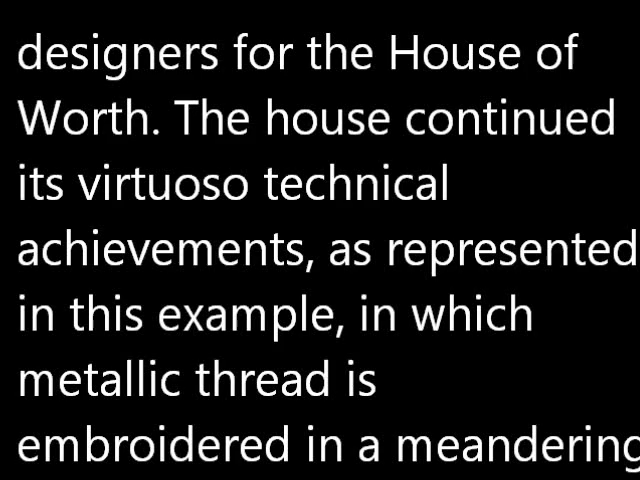 designers for the House of
Worth. The house continued
its virtuoso technical
achievements, as represented
in this example, in which
metallic thread is
embroidered in a meandering